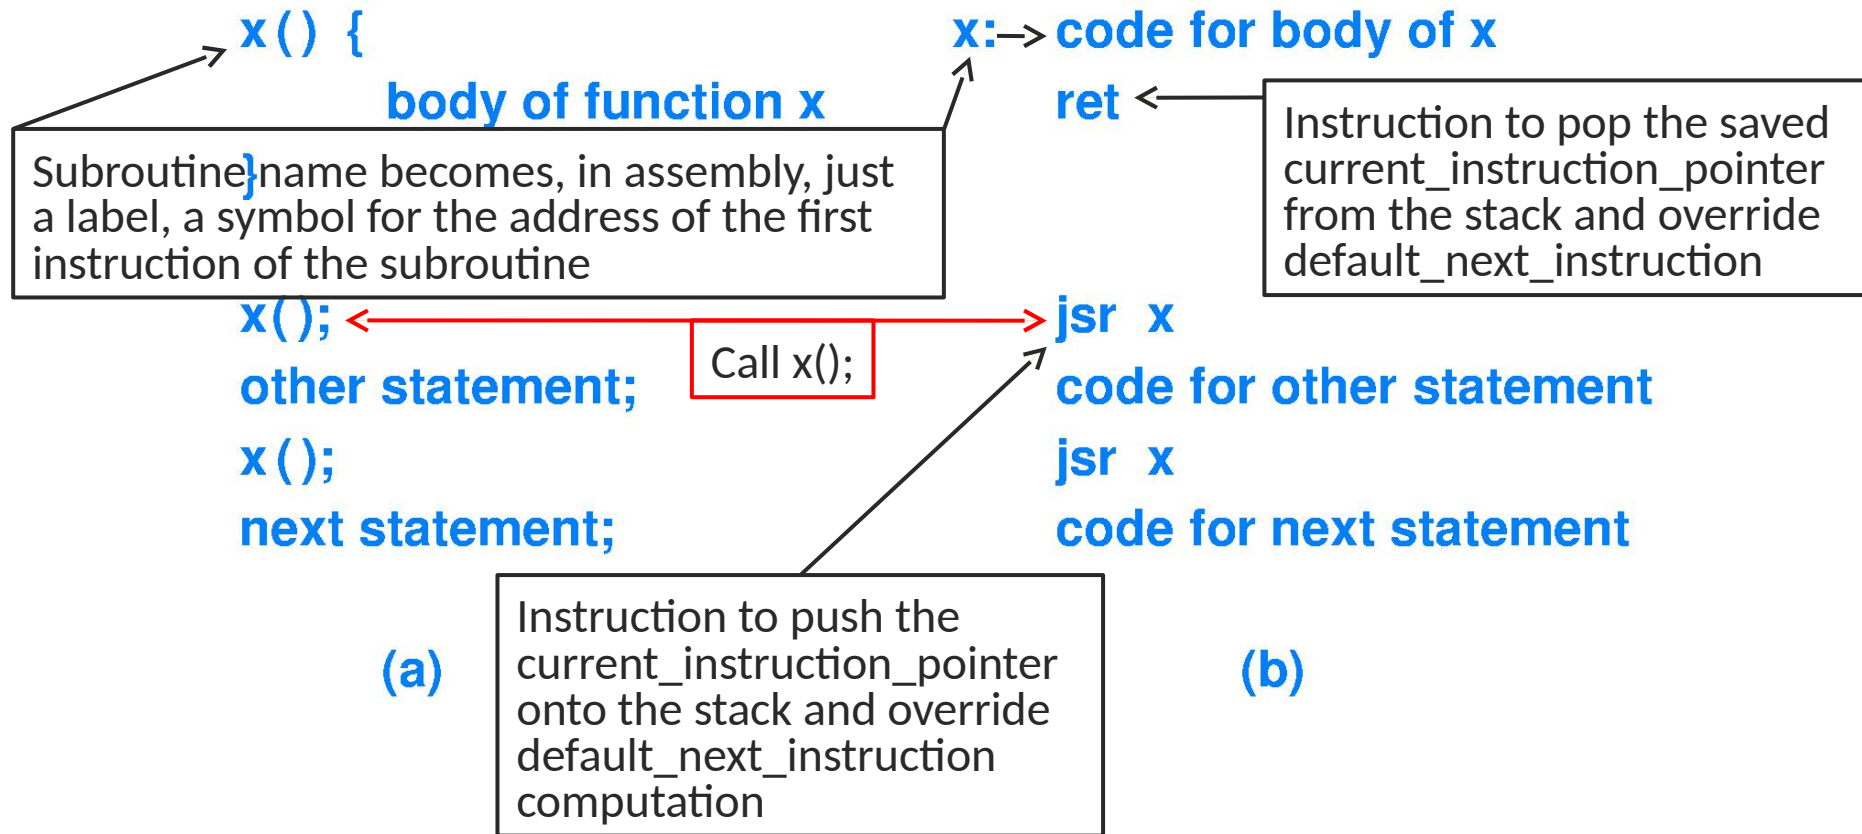 x() {
body of function x
}
Subroutine name becomes, in assembly, just
a label, a symbol for the address of the first
instruction of the subroutine
x();
other statement;
x();
next statement;
(a)
Call x();
x: code for body of x
ret
Instruction to pop the saved
current_instruction_pointer
from the stack and override
default_next_instruction
jsr x
code for other statement
jsr x
code for next statement
(b)
Instruction to push the
current_instruction_pointer
onto the stack and override
default_next_instruction
computation